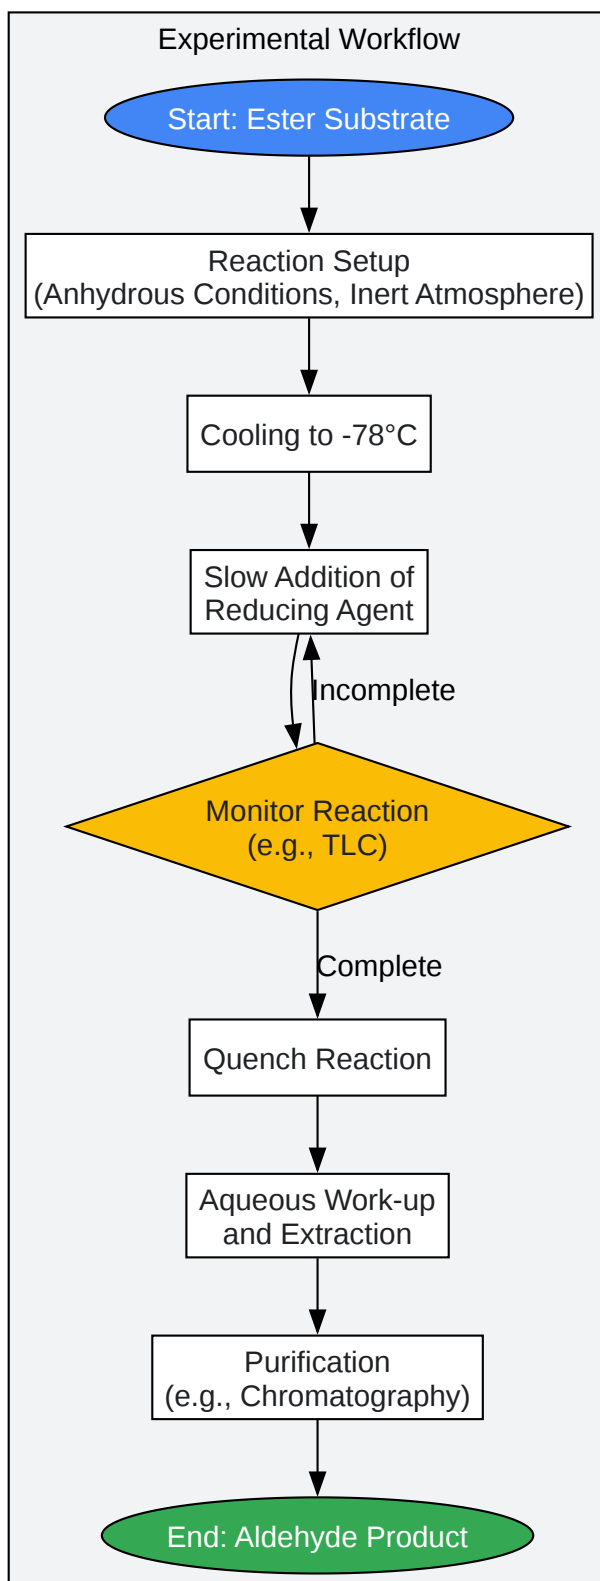 Experimental Workflow
Start: Ester Substrate
Reaction Setup
(Anhydrous Conditions, Inert Atmosphere)
Cooling to -78°C
Slow Addition of
Reducing Agent
Incomplete
Monitor Reaction
(e.g., TLC)
Complete
Quench Reaction
Aqueous Work-up
and Extraction
Purification
(e.g., Chromatography)
End: Aldehyde Product